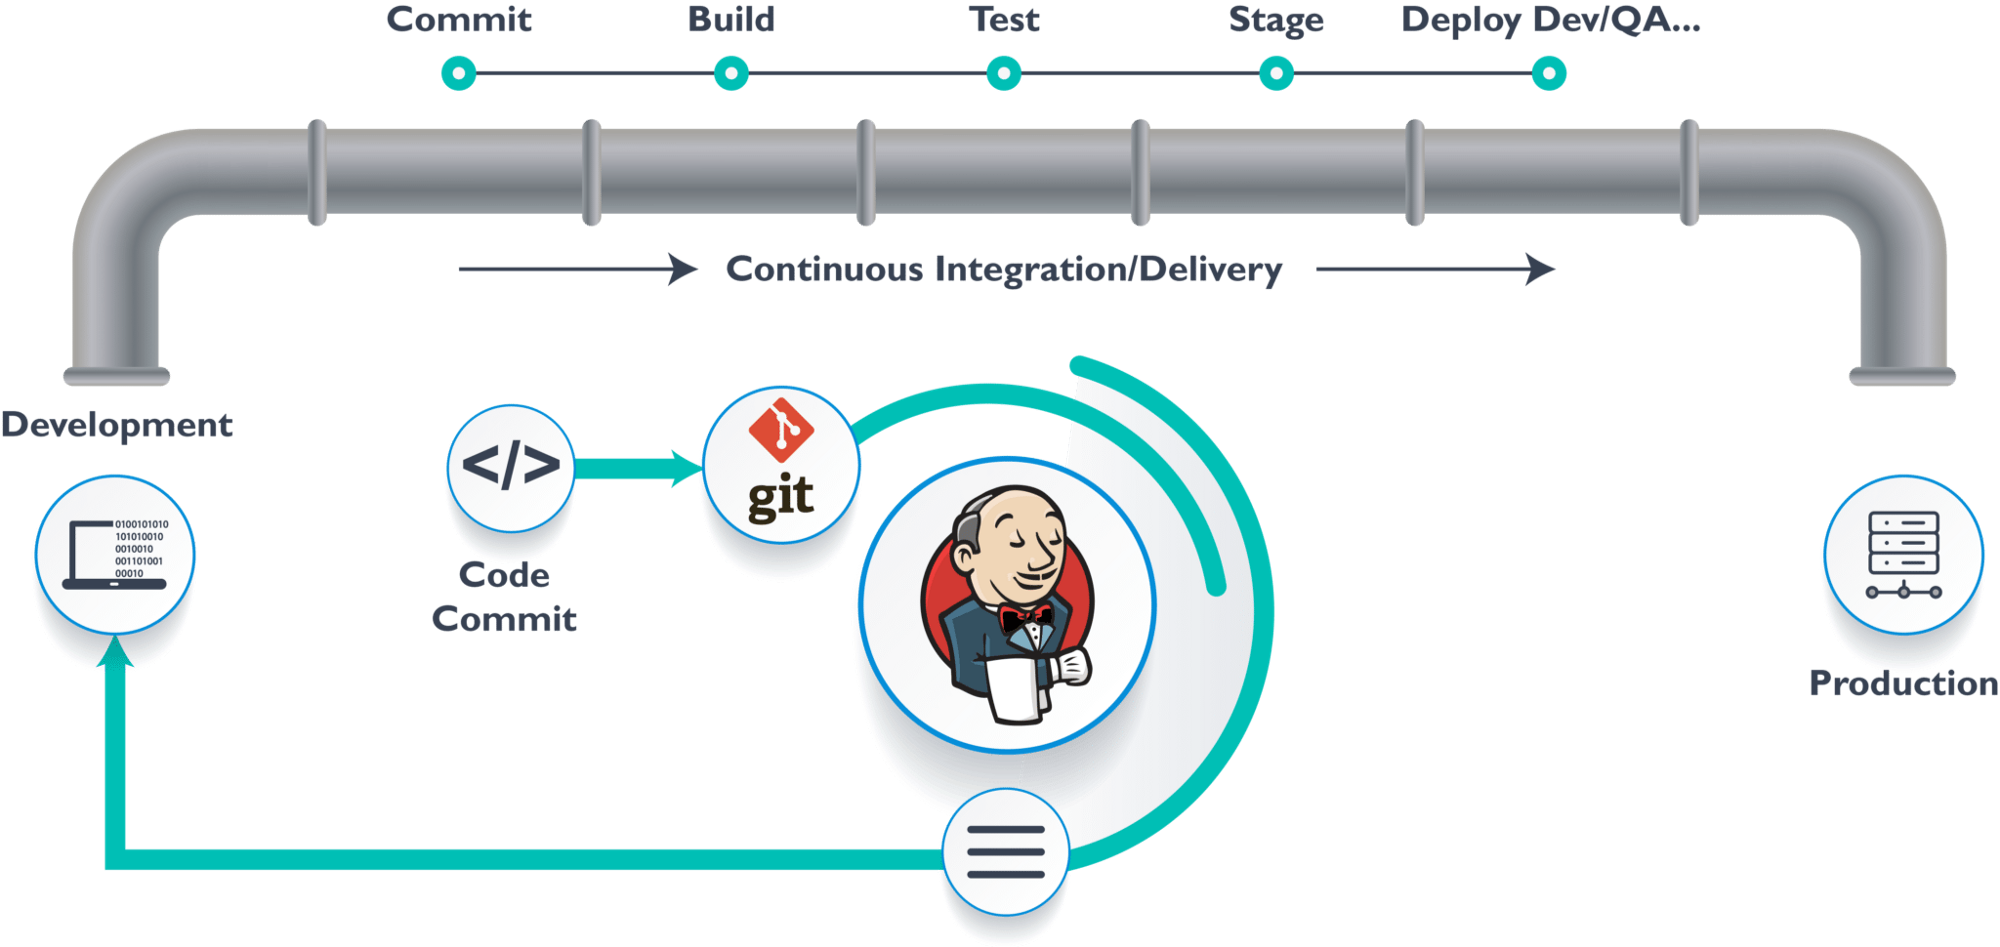 Commit
Build
Test
Stage
Deploy Dev/QA...
Continuous Integration/Delivery
Development
0100101010
101010010
0010010
001101001
00010
</>
git
Code
Commit
Production